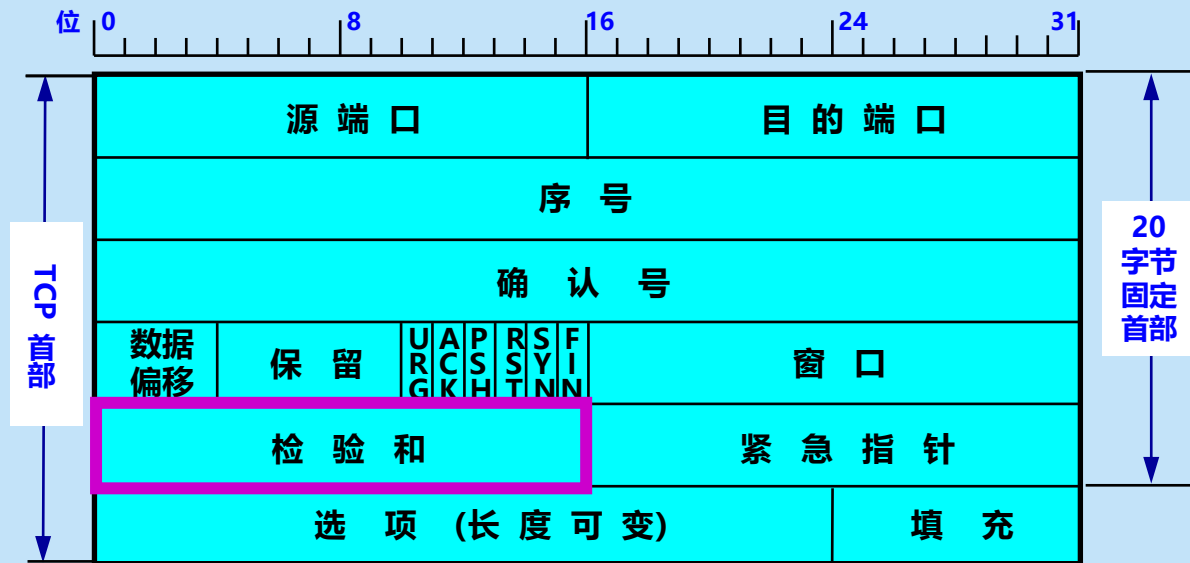 位 0 8 16 24 31
源端口 目的端口
序号
确认号
数据偏移 保留 URG ACK PSH RST SYN FIN 窗口
检验和 紧急指针
选项 (长度可变) 填充
TCP 首部
20
字节
固定
首部